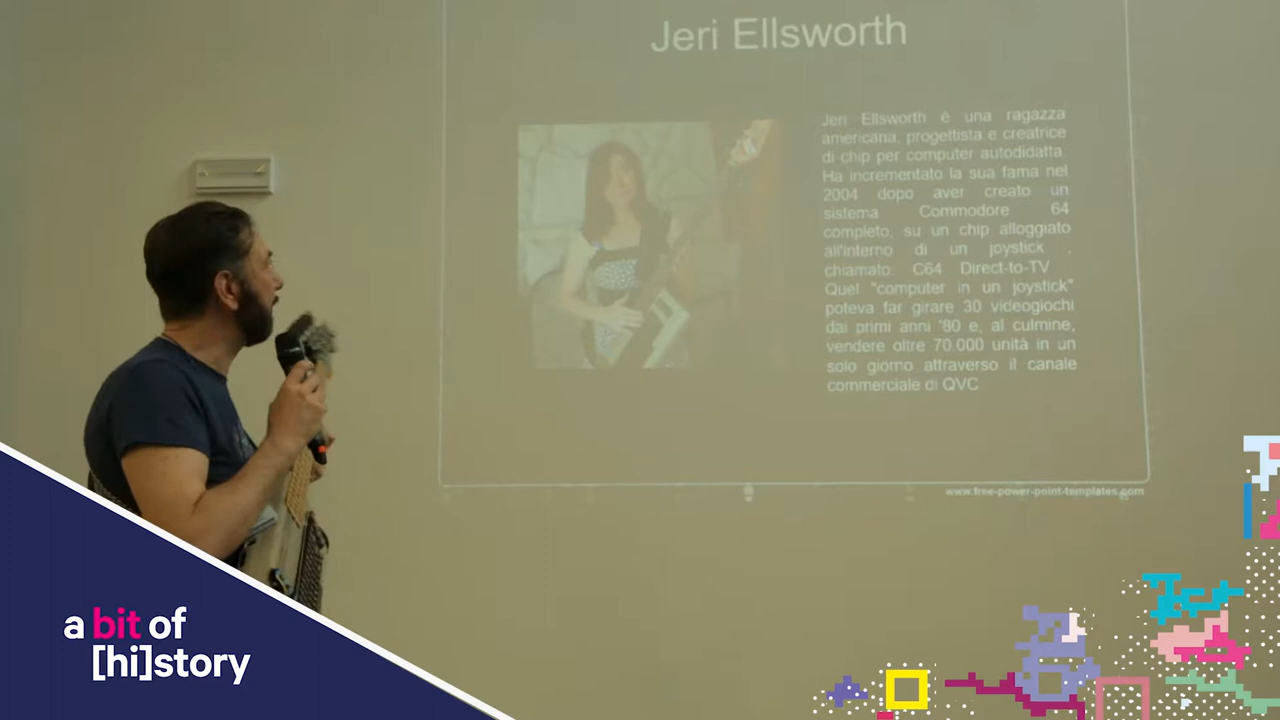 Jeri Ellsworth
Jeri Ellsworth è una ragazza
americana, progettista e creatrice
di chip per computer autodidatta.
Ha incrementato la sua fama nel
2004 dopo aver creato un
sistema Commodore 64
completo, su un chip alloggiato
all'interno di un joystick ,
chiamato: C64 Direct-to-TV
Quel "computer in un joystick"
poteva far girare 30 videogiochi
dai primi anni '80 e, al culmine,
vendere oltre 70.000 unità in un
solo giorno attraverso il canale
commerciale di QVC
www.free-power-point-templates.com
a bit of
[hi]story